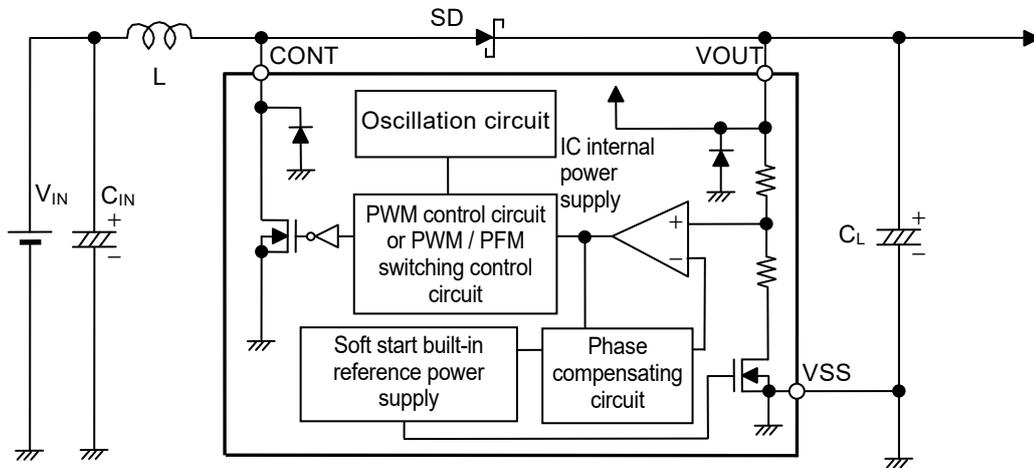 SD
CONT
VOUT
L
Oscillation circuit
IC internal
power
supply
VIN
CIN
+
−
PWM control circuit
or PWM / PFM
switching control
circuit
+
−
CL
+
−
Soft start built-in
reference power
supply
Phase
compensating
circuit
VSS